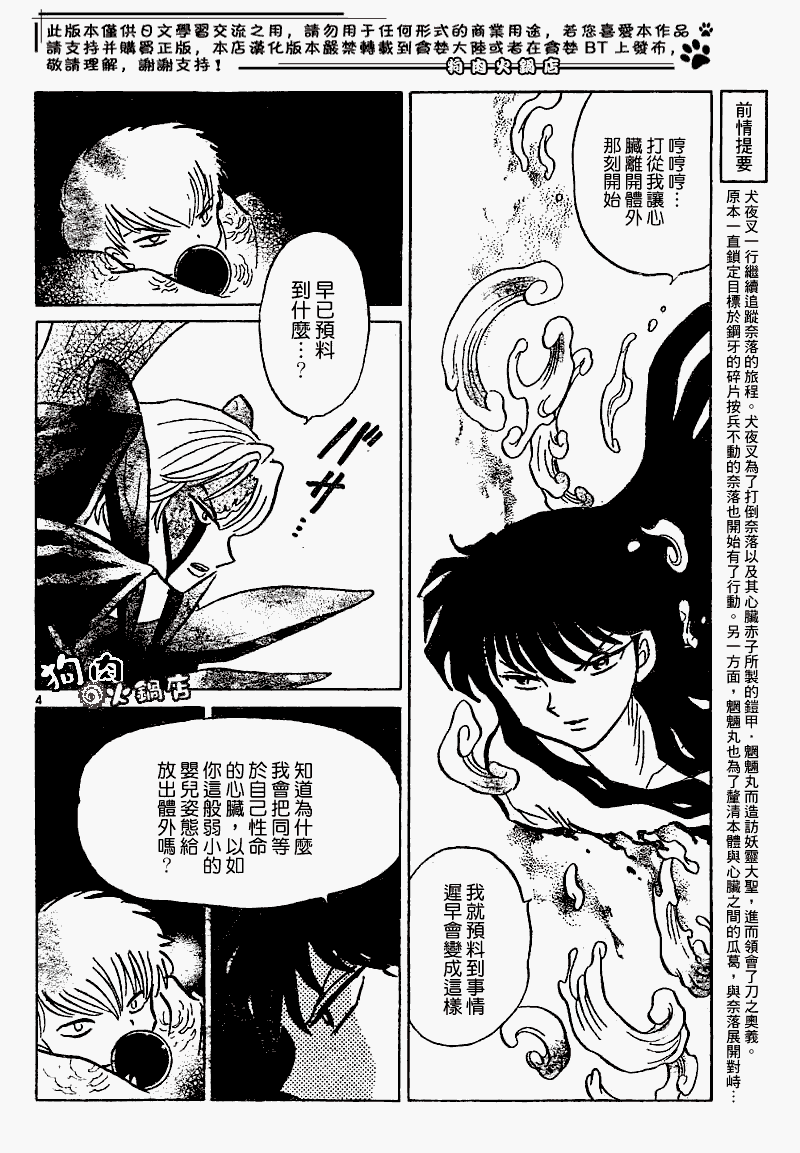 此版本僅供日文學習交流之用，請勿用于任何形式的商業用途，若您喜愛本作品
請支持并購買正版，本店漢化版本嚴禁轉載到貪婪大陸或者在貪婪BT上發布，
敬請理解，謝謝支持！
狗肉火鍋店
前情提要
犬夜叉一行繼續追蹤奈落的旅程。犬夜叉為了打倒奈落以及其心臟赤子所製的鎧甲．魍魎丸而造訪妖靈大聖，進而領會了刀之奧義。
原本一直鎖定目標於鋼牙的碎片按兵不動的奈落也開始有了行動。另一方面，魍魎丸也為了釐清本體與心臟之間的瓜葛，與奈落展開對峙…
哼哼哼…
打從我讓心
臟離開體外
那刻開始
我就預料到事情
遲早會變成這樣
早已預料
到什麼…？
狗肉
火鍋店
4
知道為什麼
我會把同等
於自己性命
的心臟，以如
你這般弱小的
嬰兒姿態給
放出體外嗎？